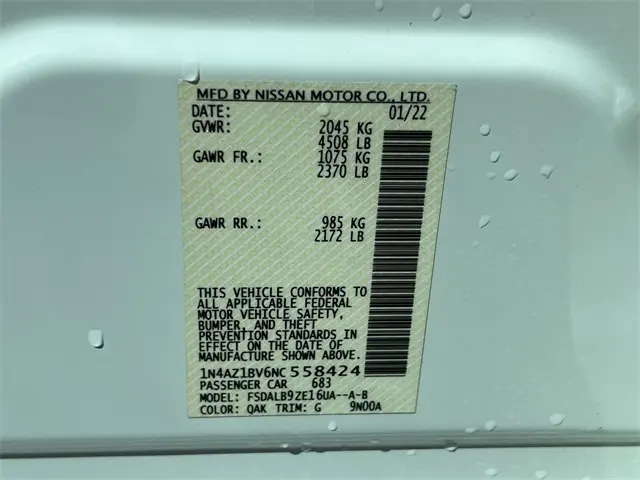 MFD BY NISSAN MOTOR CO., LTD.
DATE: 01/22
GVWR: 2045 KG
4508 LB
GAWR FR.: 1075 KG
2370 LB
GAWR RR.: 985 KG
2172 LB
THIS VEHICLE CONFORMS TO
ALL APPLICABLE FEDERAL
MOTOR VEHICLE SAFETY,
BUMPER, AND THEFT
PREVENTION STANDARDS IN
EFFECT ON THE DATE OF
MANUFACTURE SHOWN ABOVE.
1N4AZ1BV6NC 558424
PASSENGER CAR 683
MODEL: FSDALB9ZE16UA--A-B
COLOR: QAK TRIM: G 9N00A